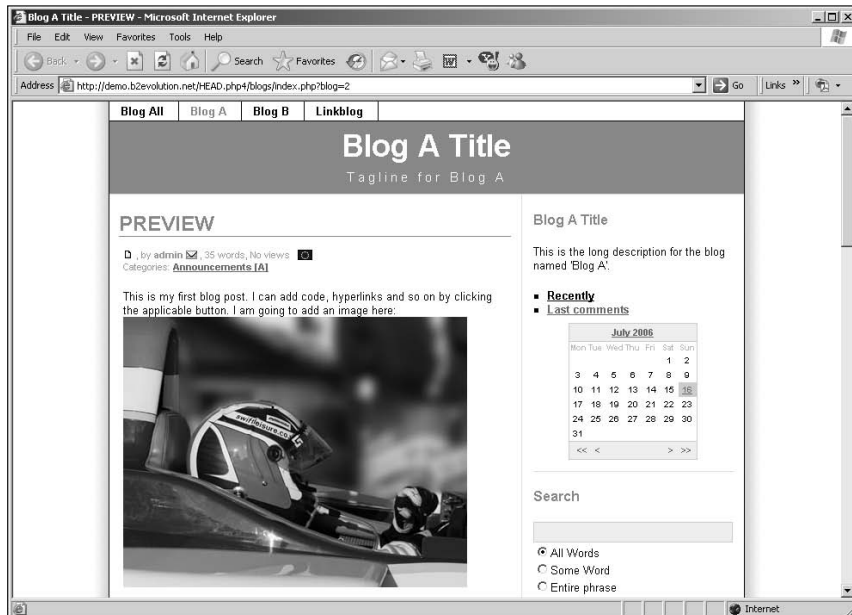 Blog A Title - PREVIEW - Microsoft Internet Explorer
File Edit View Favorites Tools Help
Back Search Favorites
Address http://demo.b2evolution.net/HEAD.php4/blogs/index.php?blog=2 Go Links »
Blog All Blog A Blog B Linkblog
Blog A Title
Tagline for Blog A
PREVIEW
, by admin , 35 words, No views
Categories: Announcements [A]
This is my first blog post. I can add code, hyperlinks and so on by clicking
the applicable button. I am going to add an image here:
swiftleisure.co
Blog A Title
This is the long description for the blog
named 'Blog A'.
Recently
Last comments
July 2006
Mon Tue Wed Thu Fri Sat Sun
1 2
3 4 5 6 7 8 9
10 11 12 13 14 15 16
17 18 19 20 21 22 23
24 25 26 27 28 29 30
31
<< < > >>
Search
All Words
Some Word
Entire phrase
Internet